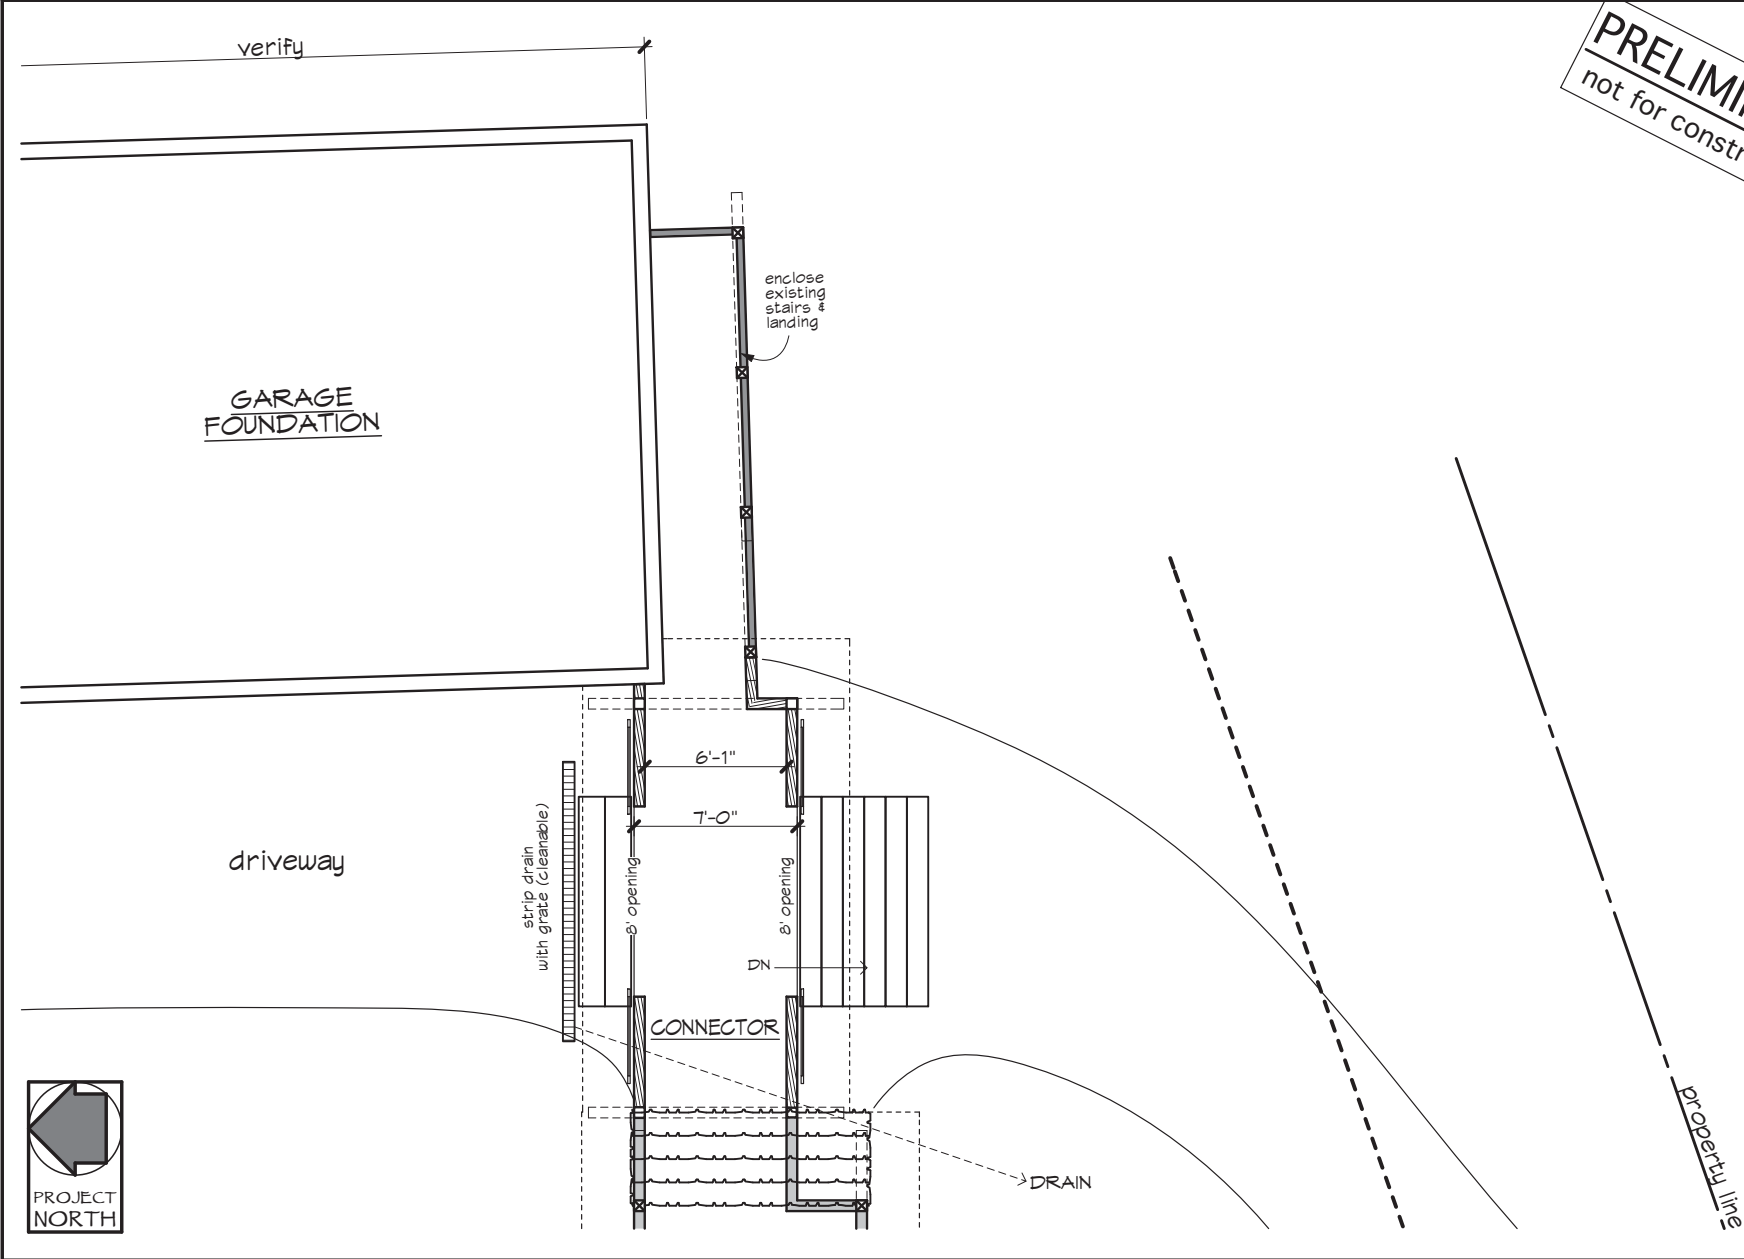 verify
PRELIMI
not for constr
enclose
existing
stairs &
landing
GARAGE
FOUNDATION
6'-1"
7'-0"
strip drain
with grate (cleanable)
8' opening
8' opening
driveway
DN
CONNECTOR
DRAIN
property line
PROJECT
NORTH